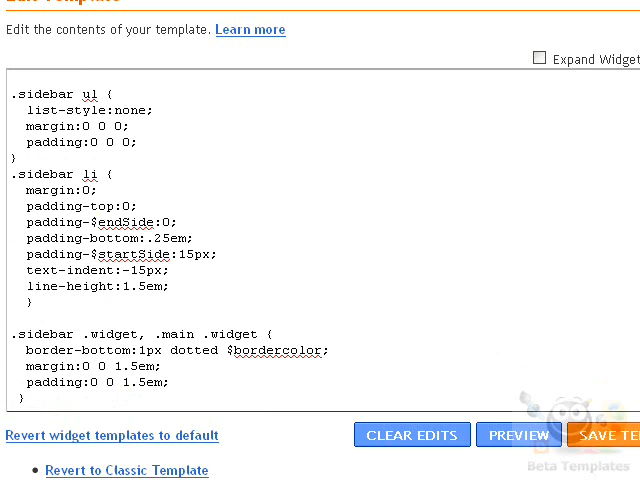 Edit Template
Edit the contents of your template. Learn more
Expand Widget
.sidebar ul {
list-style:none;
margin:0 0 0;
padding:0 0 0;
}
.sidebar li {
margin:0;
padding-top:0;
padding-$endSide:0;
padding-bottom:.25em;
padding-$startSide:15px;
text-indent:-15px;
line-height:1.5em;
}
.sidebar .widget, .main .widget {
border-bottom:1px dotted $bordercolor;
margin:0 0 1.5em;
padding:0 0 1.5em;
}
Revert widget templates to default
CLEAR EDITS PREVIEW SAVE TE
Beta Templates
• Revert to Classic Template